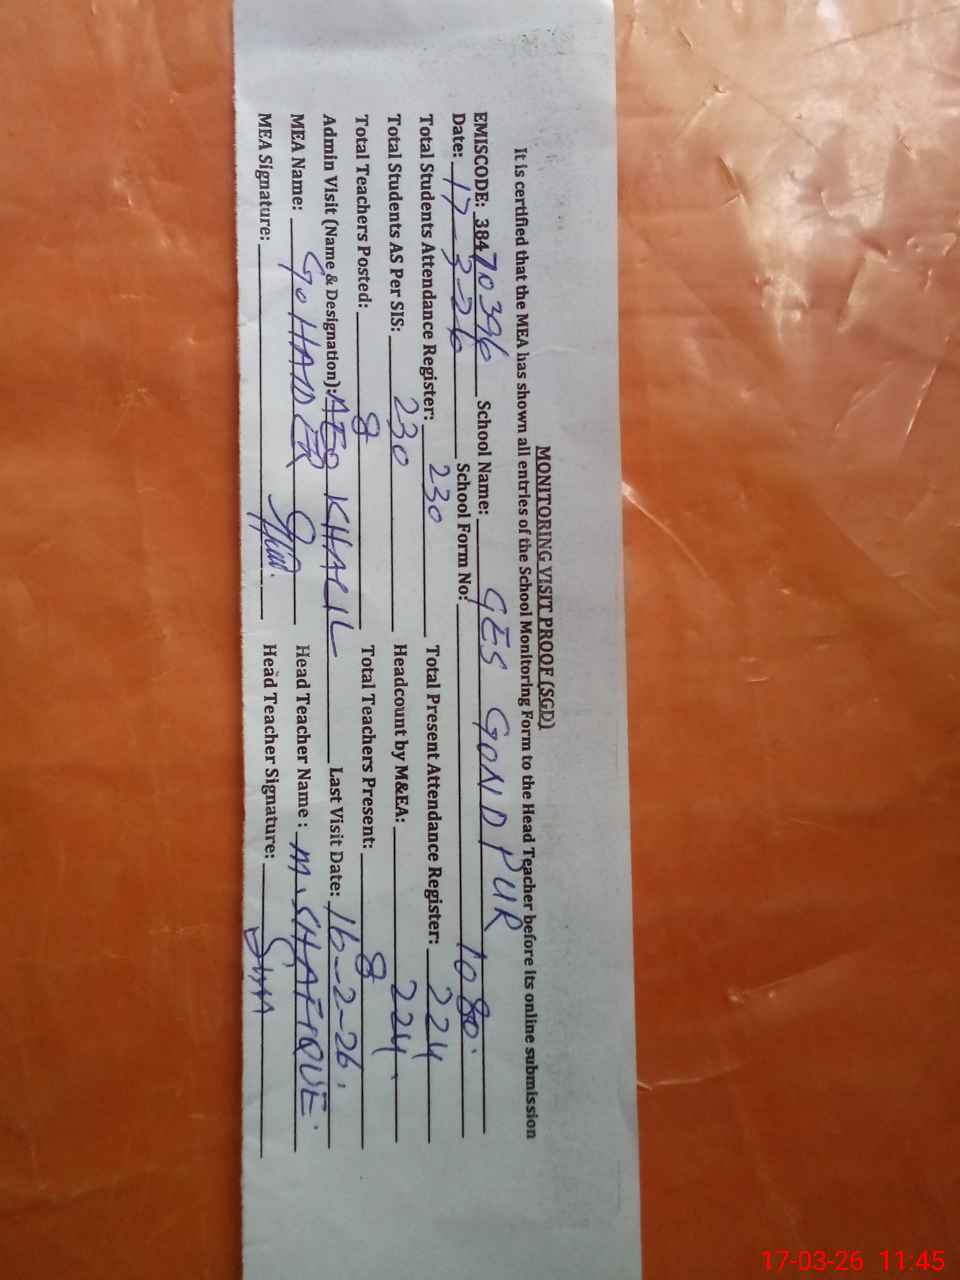 MONITORING VISIT PROOF (SGD)
It is certified that the MEA has shown all entries of the School Monitoring Form to the Head Teacher before its online submission
EMISCODE: 38470396 School Name: GES GONDPUR
Date: 17-3-26 School Form No: 1080.
Total Students Attendance Register: 230 Total Present Attendance Register: 224
Total Students AS Per SIS: 230 Headcount by M&EA: 224.
Total Teachers Posted: 8 Total Teachers Present: 8
Admin Visit (Name & Designation): AEO KHALIL Last Visit Date: 16-2-26.
MEA Name: HAIDER Head Teacher Name: M. SHAFIQUE.
MEA Signature: Head Teacher Signature:
17-03-26 11:45